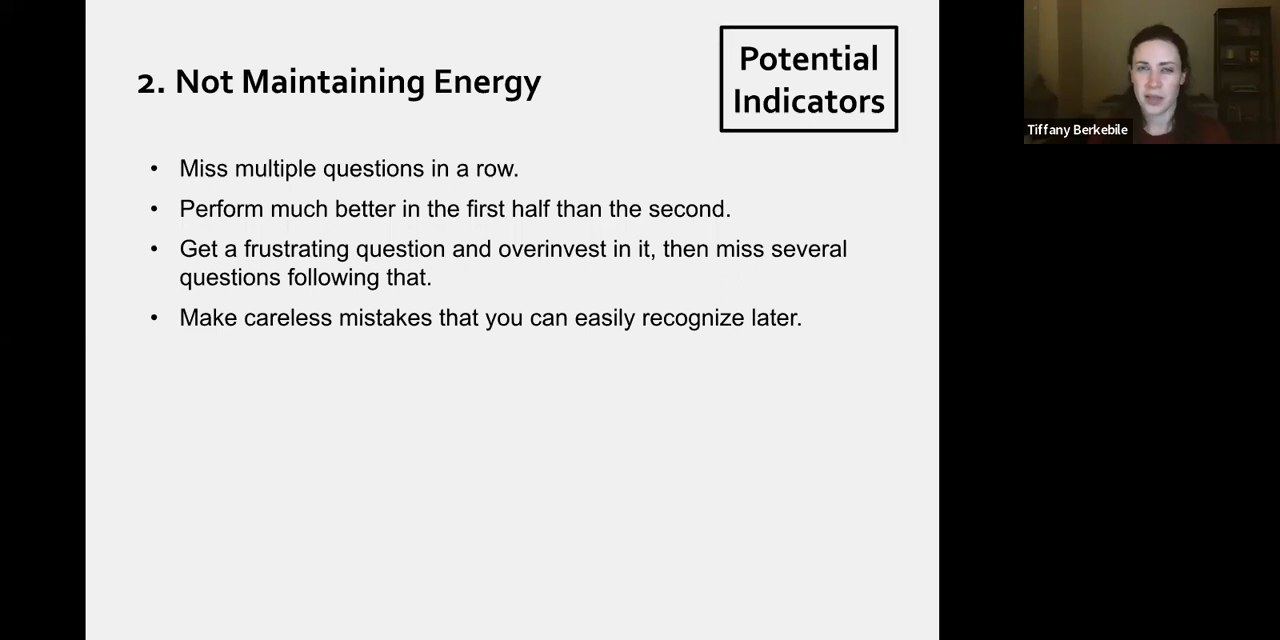 2. Not Maintaining Energy
Potential
Indicators
• Miss multiple questions in a row.
• Perform much better in the first half than the second.
• Get a frustrating question and overinvest in it, then miss several
questions following that.
• Make careless mistakes that you can easily recognize later.
Tiffany Berkebile